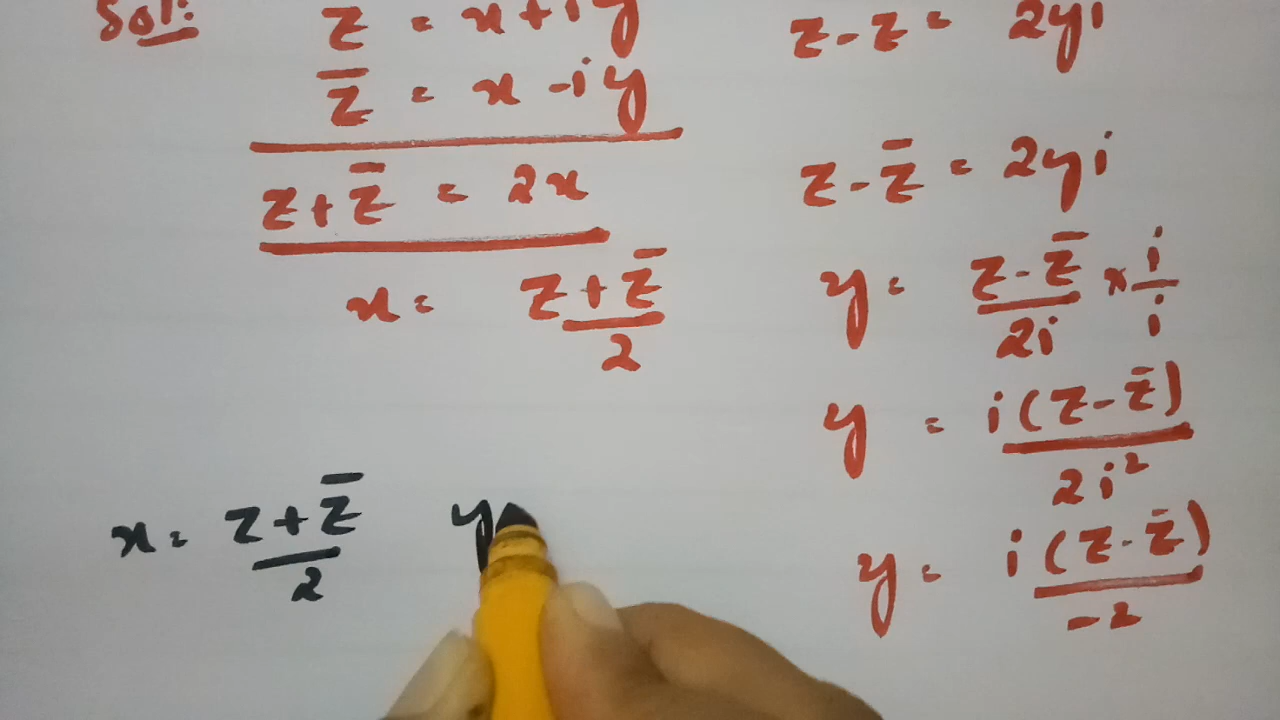 Sol:
z = x+iy
z̅ = x-iy
z+z̅ = 2x
x = z+z̅/2
z-z = 2yi
z-z̅ = 2yi
y = z-z̅/2i × i/i
y = i(z-z̅)/2i²
y = i(z-z̅)/-2
x = z+z̅/2 y